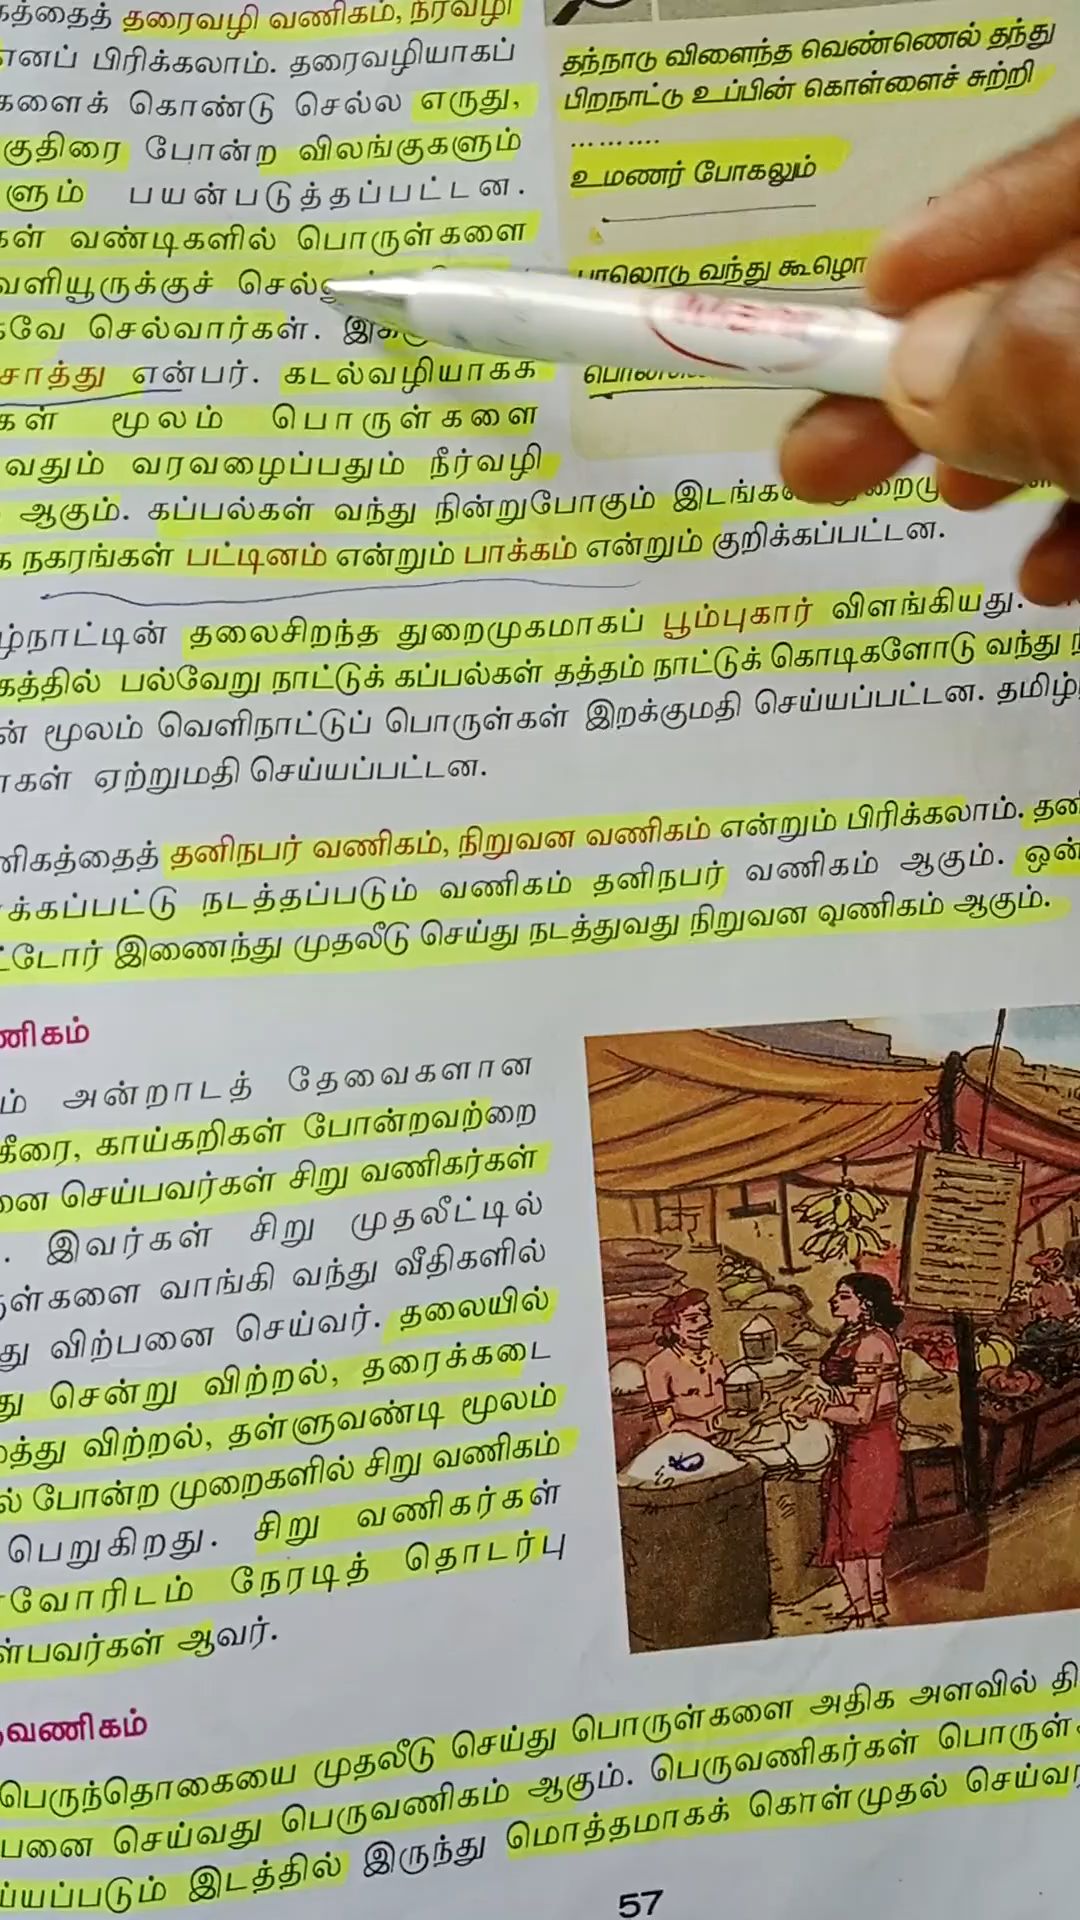 தரைவழி வணிகம், நீர்வழி
எனப் பிரிக்கலாம். தரைவழியாகப்
களைக் கொண்டு செல்ல எருது,
குதிரை போன்ற விலங்குகளும்
ளும் பயன்படுத்தப்பட்டன.
கள் வண்டிகளில் பொருள்களை
வெளியூருக்குச்
வே செல்வார்கள்.
சாத்து என்பர். கடல்வழியாகக்
கள் மூலம் பொருள்களை
வதும் வரவழைப்பதும் நீர்வழி
ஆகும். கப்பல்கள் வந்து நின்றுபோகும்
நகரங்கள் பட்டினம் என்றும் பாக்கம் என்றும் குறிக்கப்பட்டன.
தந்நாடு விளைந்த வெண்ணெல் தந்து
பிறநாட்டு உப்பின் கொள்ளைச் சுற்றி
..........
உமணர் போகலும்
பாலொடு வந்து கூழொ
ழ்நாட்டின் தலைசிறந்த துறைமுகமாகப் பூம்புகார் விளங்கியது.
கத்தில் பல்வேறு நாட்டுக் கப்பல்கள் தத்தம் நாட்டுக் கொடிகளோடு வந்து
ன் மூலம் வெளிநாட்டுப் பொருள்கள் இறக்குமதி செய்யப்பட்டன.
கள் ஏற்றுமதி செய்யப்பட்டன.
ணிகத்தைத் தனிநபர் வணிகம், நிறுவன வணிகம் என்றும் பிரிக்கலாம்.
க்கப்பட்டு நடத்தப்படும் வணிகம் தனிநபர் வணிகம் ஆகும்.
ட்டோர் இணைந்து முதலீடு செய்து நடத்துவது நிறுவன வணிகம் ஆகும்.
ணிகம்
ம் அன்றாடத் தேவைகளான
கீரை, காய்கறிகள் போன்றவற்றை
னை செய்பவர்கள் சிறு வணிகர்கள்
. இவர்கள் சிறு முதலீட்டில்
ள்களை வாங்கி வந்து வீதிகளில்
து விற்பனை செய்வர். தலையில்
து சென்று விற்றல், தரைக்கடை
த்து விற்றல், தள்ளுவண்டி மூலம்
ல் போன்ற முறைகளில் சிறு வணிகம்
பெறுகிறது. சிறு வணிகர்கள்
வோரிடம் நேரடித் தொடர்பு
ள்பவர்கள் ஆவர்.
வணிகம்
பெருந்தொகையை முதலீடு செய்து பொருள்களை அதிக அளவில்
பனை செய்வது பெருவணிகம் ஆகும். பெருவணிகர்கள்
ய்யப்படும் இடத்தில் இருந்து மொத்தமாகக் கொள்முதல்
57